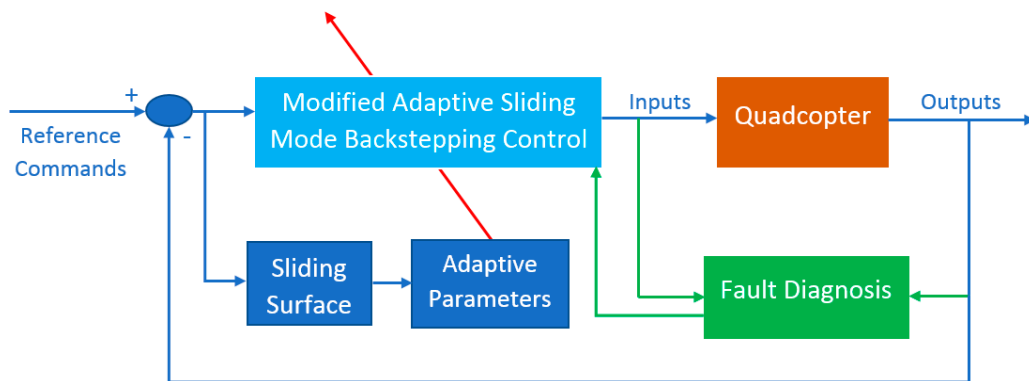 +
-
Reference
Commands
Modified Adaptive Sliding
Mode Backstepping Control
Inputs
Quadcopter
Outputs
Sliding
Surface
Adaptive
Parameters
Fault Diagnosis